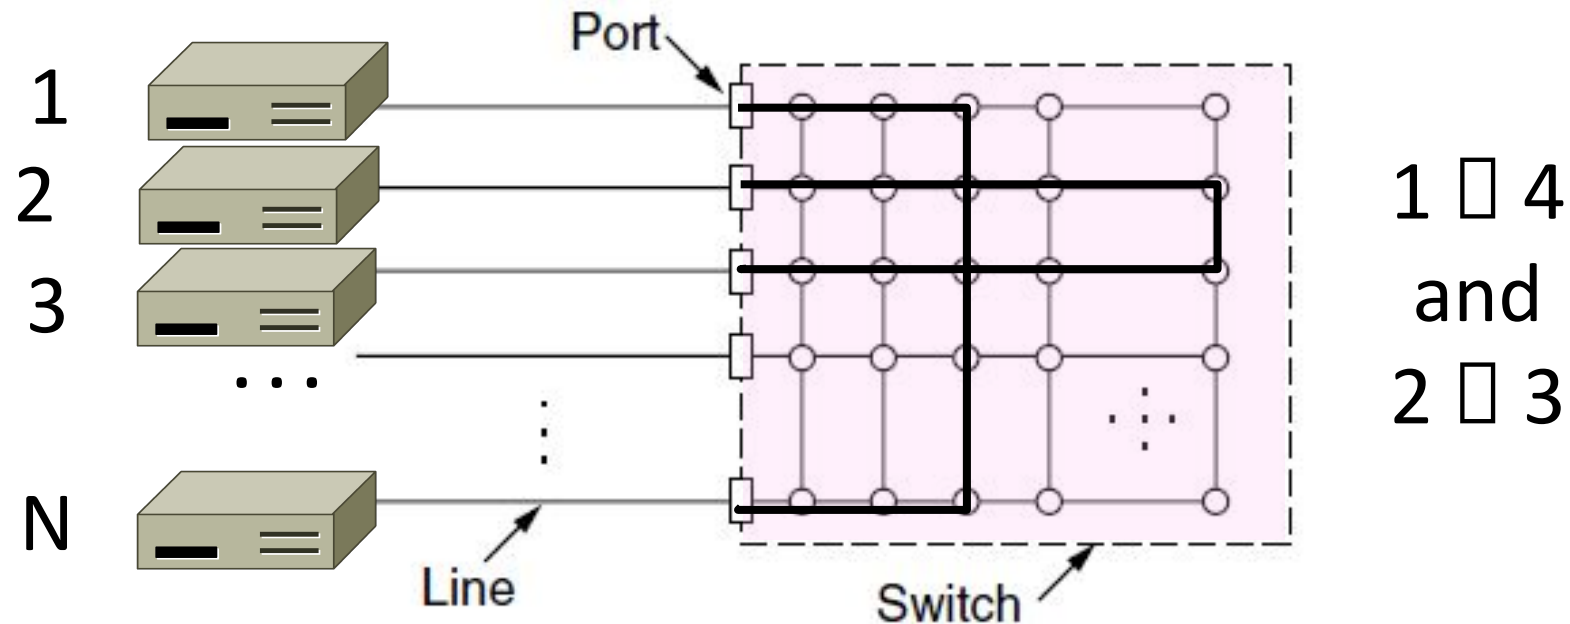 Port
1
2
3
...
N
Line
Switch
1 □ 4
and
2 □ 3